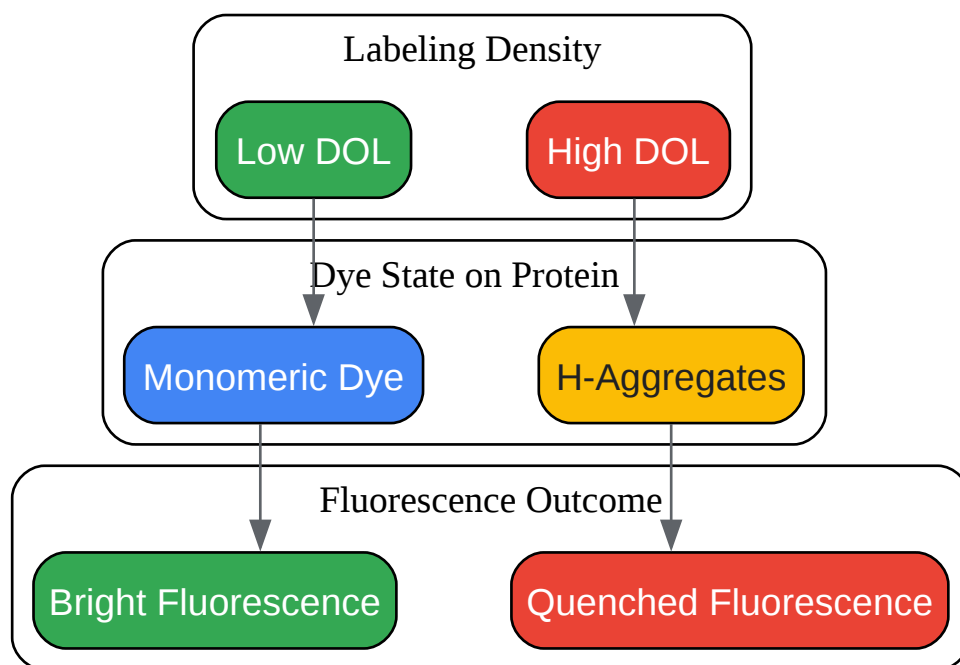 Labeling Density
Low DOL
High DOL
Dye State on Protein
Monomeric Dye
H-Aggregates
Fluorescence Outcome
Bright Fluorescence
Quenched Fluorescence